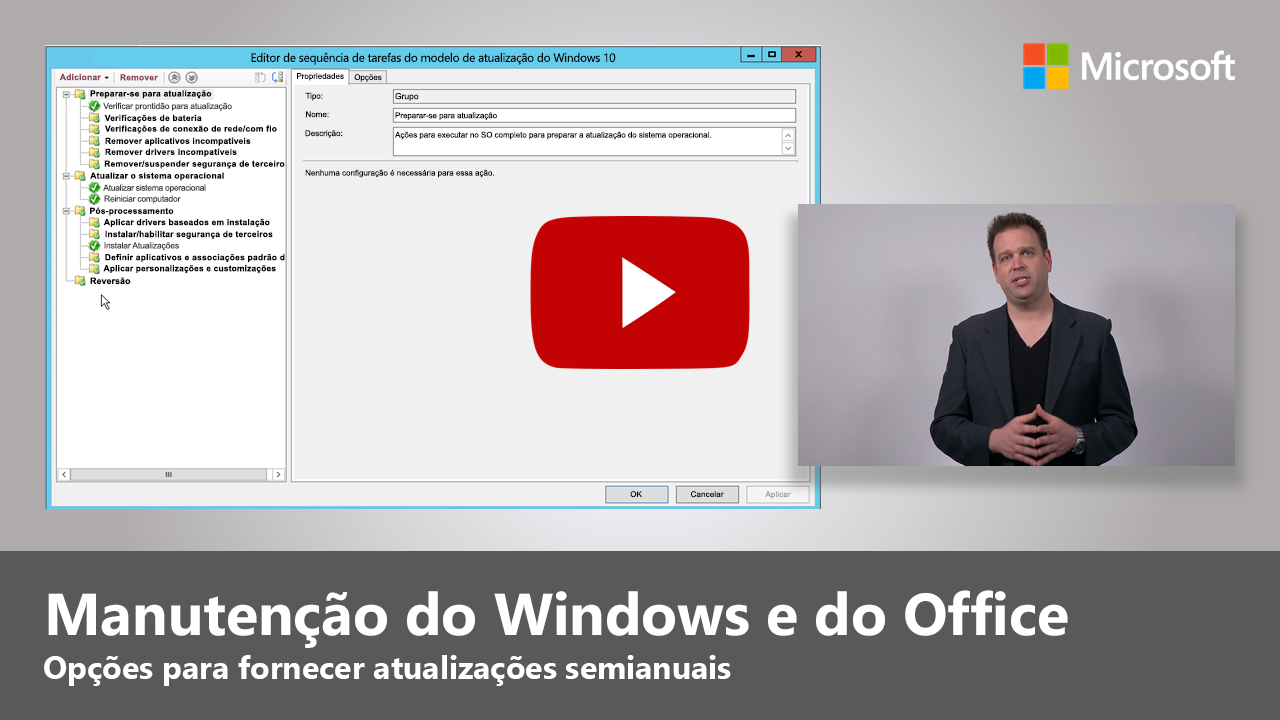 Editor de sequência de tarefas do modelo de atualização do Windows 10
Microsoft
Adicionar
Remover
Preparar-se para atualização
Verificar prontidão para atualização
Verificações de bateria
Verificações de conexão de rede/com fio
Remover aplicativos incompatíveis
Remover drivers incompatíveis
Remover/suspender segurança de terceiro
Atualizar o sistema operacional
Atualizar sistema operacional
Reiniciar computador
Pós-processamento
Aplicar drivers baseados em instalação
Instalar/habilitar segurança de terceiros
Instalar Atualizações
Definir aplicativos e associações padrão d
Aplicar personalizações e customizações
Reversão
Propriedades
Opções
Tipo:
Grupo
Nome:
Preparar-se para atualização
Descrição:
Ações para executar no SO completo para preparar a atualização do sistema operacional.
Nenhuma configuração é necessária para essa ação.
OK
Cancelar
Aplicar
Manutenção do Windows e do Office
Opções para fornecer atualizações semianuais